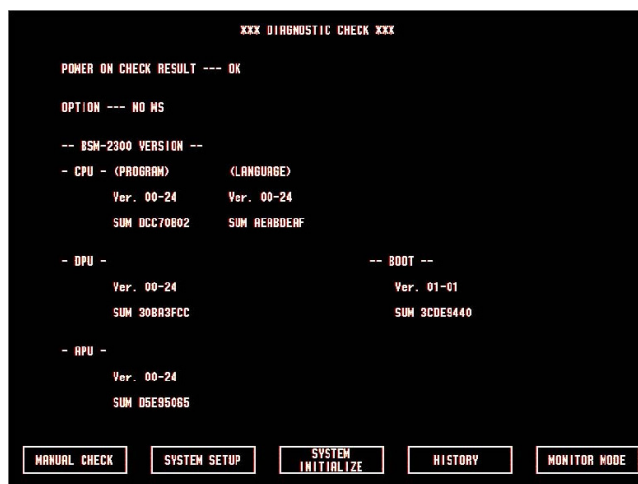 *** DIAGNOSTIC CHECK ***
POWER ON CHECK RESULT --- OK
OPTION --- NO MS
-- BSM-2300 VERSION --
- CPU - (PROGRAM) (LANGUAGE)
Ver. 00-24 Ver. 00-24
SUM DCC70B02 SUM AEABDEAF
- DPU - -- BOOT --
Ver. 00-24 Ver. 01-01
SUM 30BA3FCC SUM 3CDE9440
- APU -
Ver. 00-24
SUM D5E95065
MANUAL CHECK
SYSTEM SETUP
SYSTEM
INITIALIZE
HISTORY
MONITOR MODE